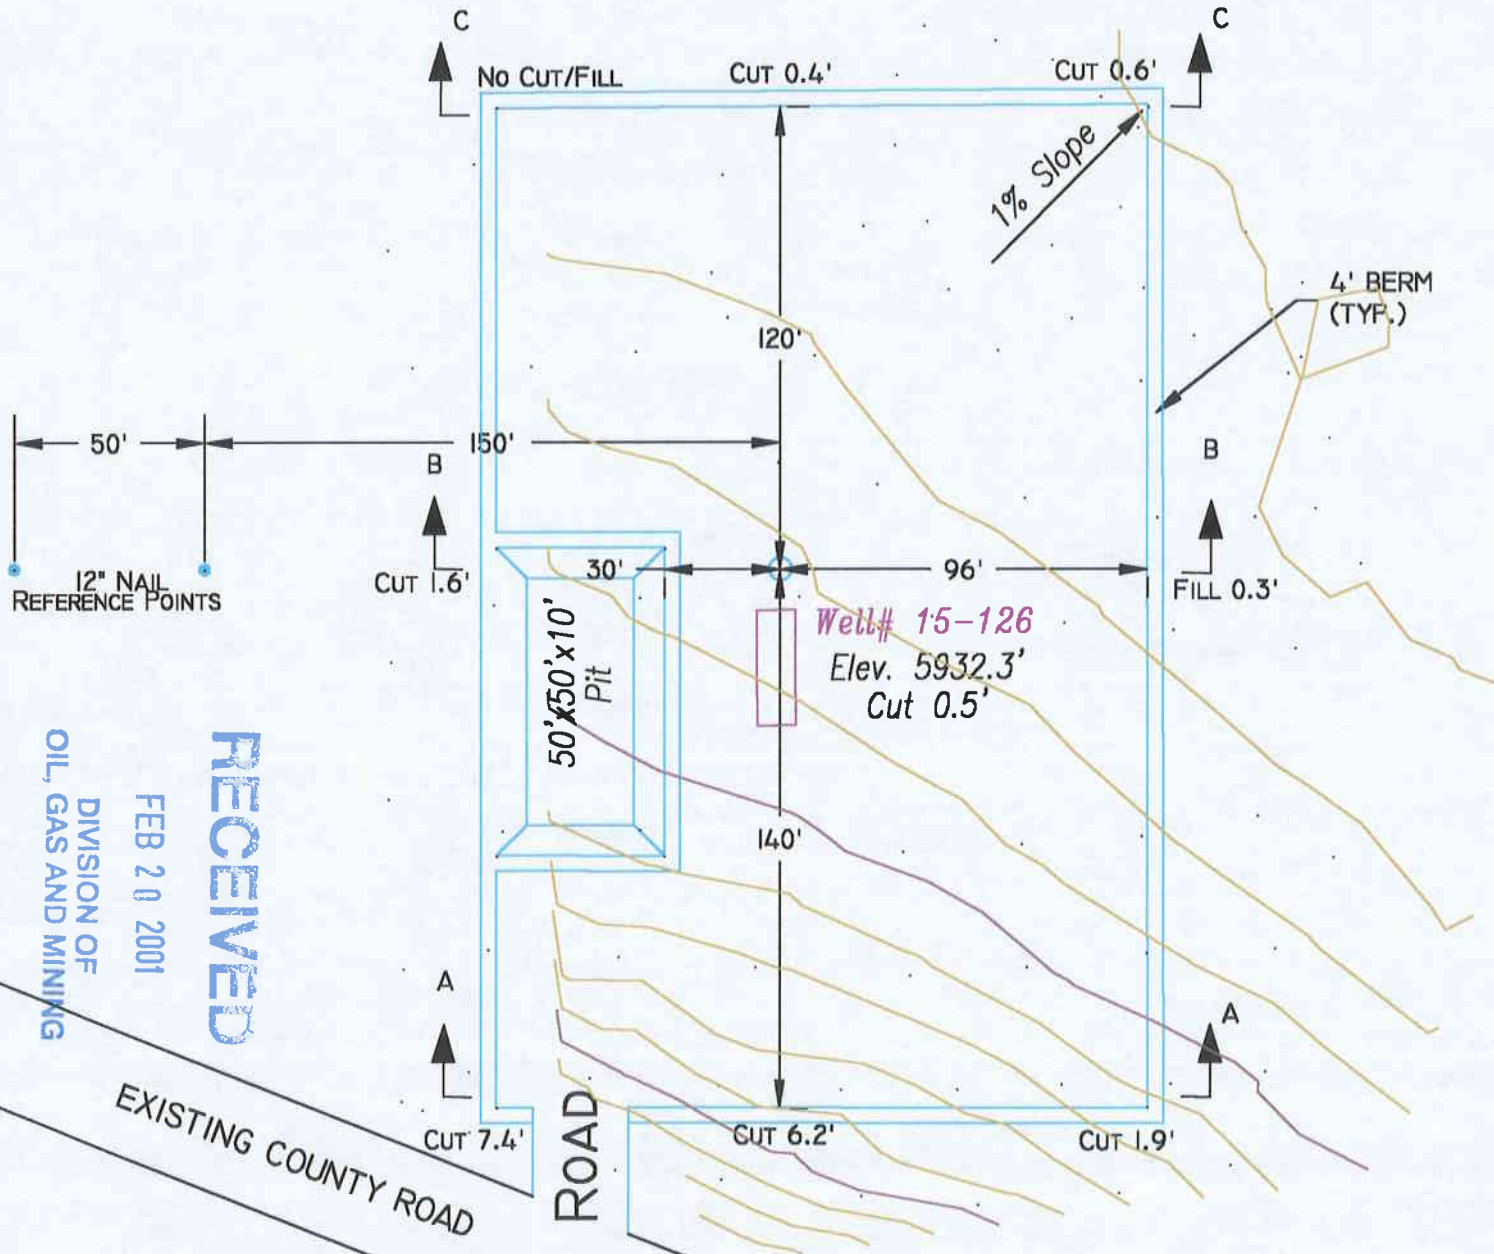 C
C
NO CUT/FILL
CUT 0.4'
CUT 0.6'
1% Slope
4' BERM
(TYP.)
120'
50'
150'
B
B
12" NAIL
REFERENCE POINTS
CUT 1.6'
30'
96'
FILL 0.3'
Well# 15-126
Elev. 5932.3'
Cut 0.5'
50'x50'x10'
Pit
140'
RECEIVED
FEB 20 2001
DIVISION OF
OIL, GAS AND MINING
A
A
CUT 7.4'
CUT 6.2'
CUT 1.9'
ROAD
EXISTING COUNTY ROAD